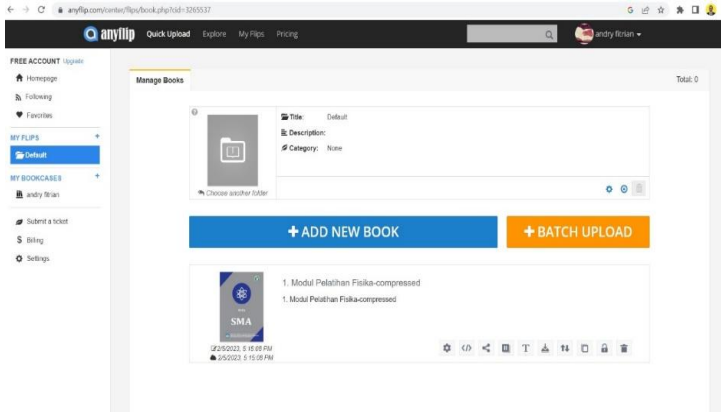 anyflip.com/center/flips/book.php?cid=3265537
anyflip Quick Upload Explore My Flips Pricing andry fitrian
FREE ACCOUNT Upgrade
Homepage
Following
Favorites
MY FLIPS +
Default
MY BOOKCASES +
andry fitrian
Submit a ticket
Billing
Settings
Manage Books Total: 0
Title: Default
Description:
Category: None
Choose another folder
+ ADD NEW BOOK + BATCH UPLOAD
SMA
1. Modul Pelatihan Fisika-compressed
1. Modul Pelatihan Fisika-compressed
2/5/2023, 5:15:08 PM
2/5/2023, 5:15:08 PM